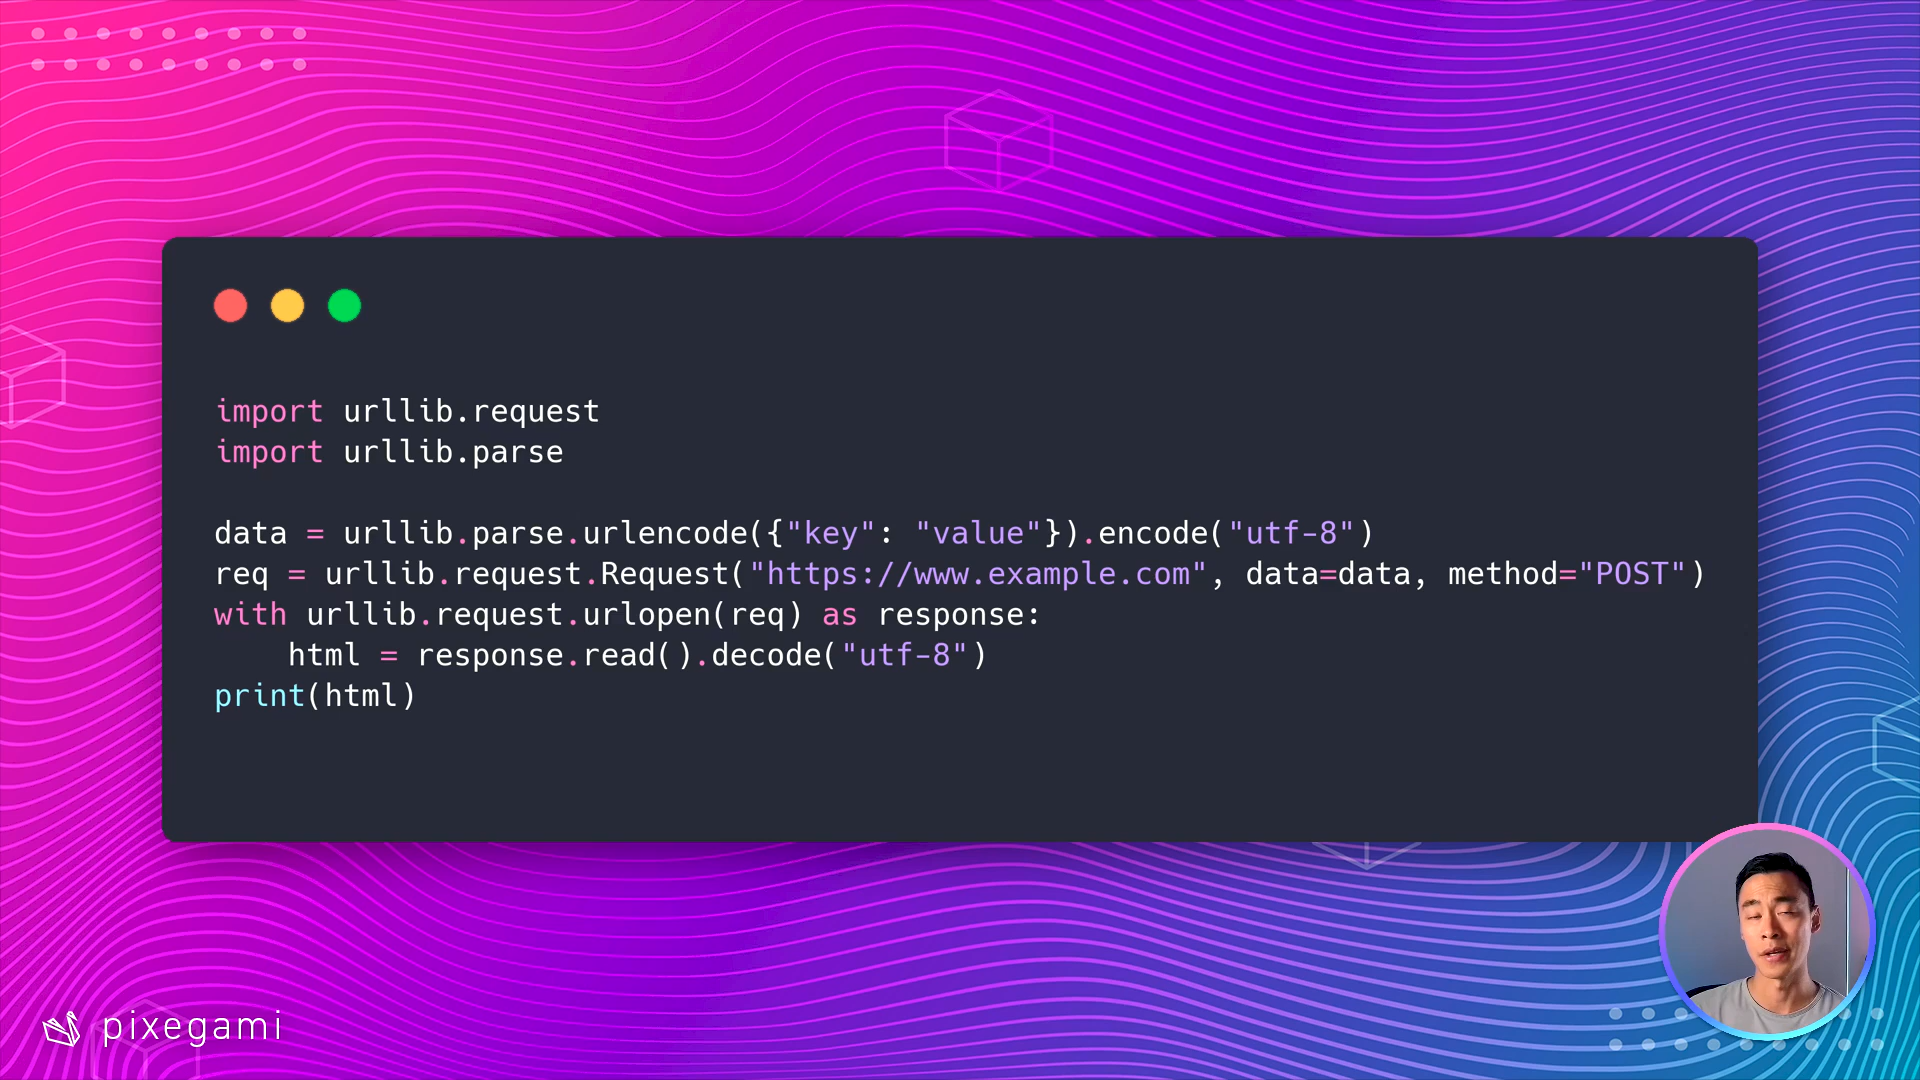 import urllib.request
import urllib.parse
data = urllib.parse.urlencode({"key": "value"}).encode("utf-8")
req = urllib.request.Request("https://www.example.com", data=data, method="POST")
with urllib.request.urlopen(req) as response:
    html = response.read().decode("utf-8")
print(html)
pixegami